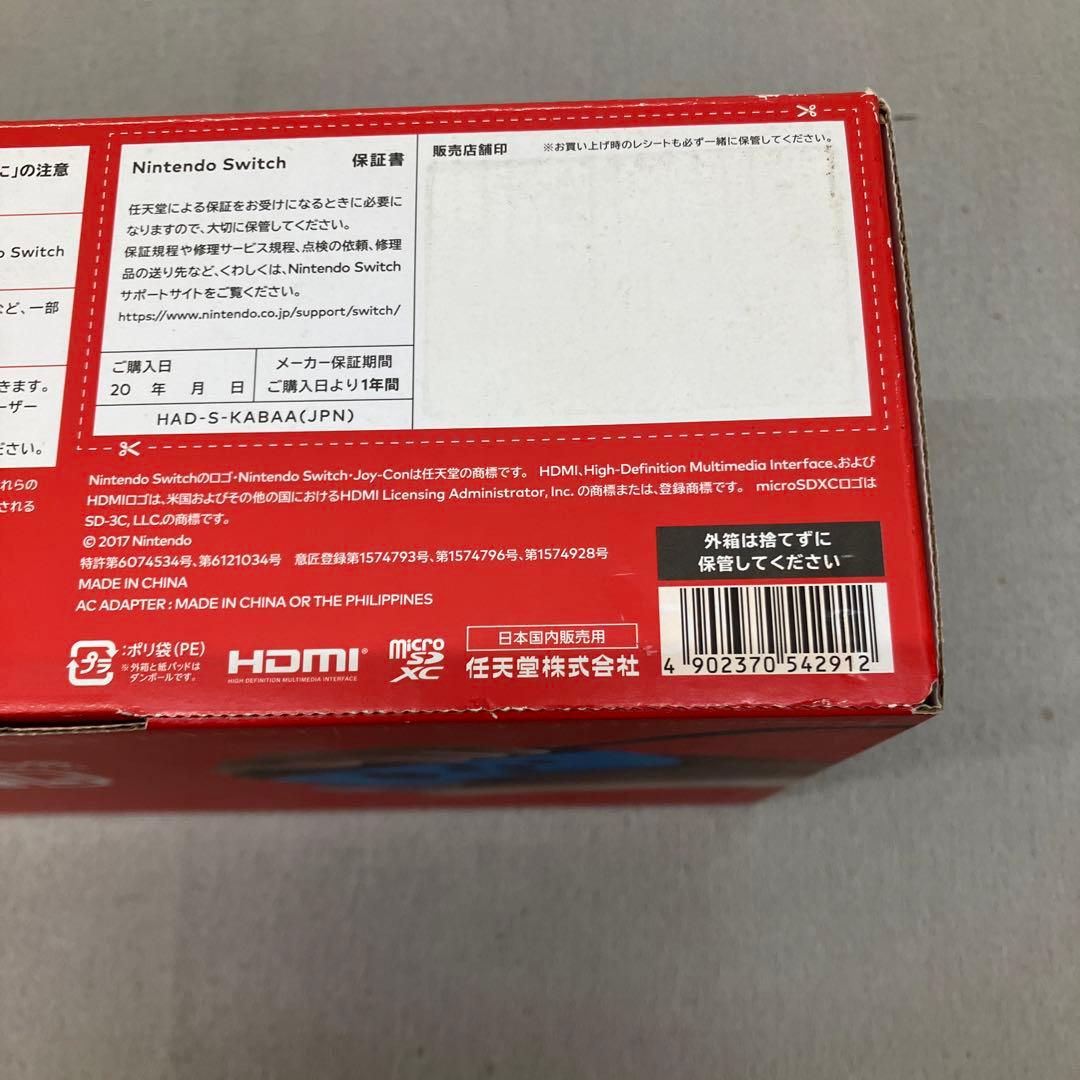 に」の注意
Switch
など、一部
きます。
ーザー
ださい。
れらの
される
Nintendo Switch 保証書
任天堂による保証をお受けになるときに必要に
なりますので、大切に保管してください。
保証規程や修理サービス規程、点検の依頼、修理
品の送り先など、くわしくは、Nintendo Switch
サポートサイトをご覧ください。
https://www.nintendo.co.jp/support/switch/
ご購入日
20 年 月 日
メーカー保証期間
ご購入日より1年間
HAD-S-KABAA(JPN)
販売店舗印 ※お買い上げ時のレシートも必ず一緒に保管してください。
Nintendo Switchのロゴ・Nintendo Switch・Joy-Conは任天堂の商標です。 HDMI、High-Definition Multimedia Interface、および
HDMIロゴは、米国およびその他の国におけるHDMI Licensing Administrator, Inc. の商標または、登録商標です。 microSDXCロゴは
SD-3C, LLC.の商標です。
© 2017 Nintendo
特許第6074534号、第6121034号 意匠登録第1574793号、第1574796号、第1574928号
MADE IN CHINA
AC ADAPTER : MADE IN CHINA OR THE PHILIPPINES
プラ
:ポリ袋(PE)
※外箱と紙パッドは
ダンボールです。
HDMI®
HIGH-DEFINITION MULTIMEDIA INTERFACE
micro
SD
XC
日本国内販売用
任天堂株式会社
外箱は捨てずに
保管してください
4 902370 542912